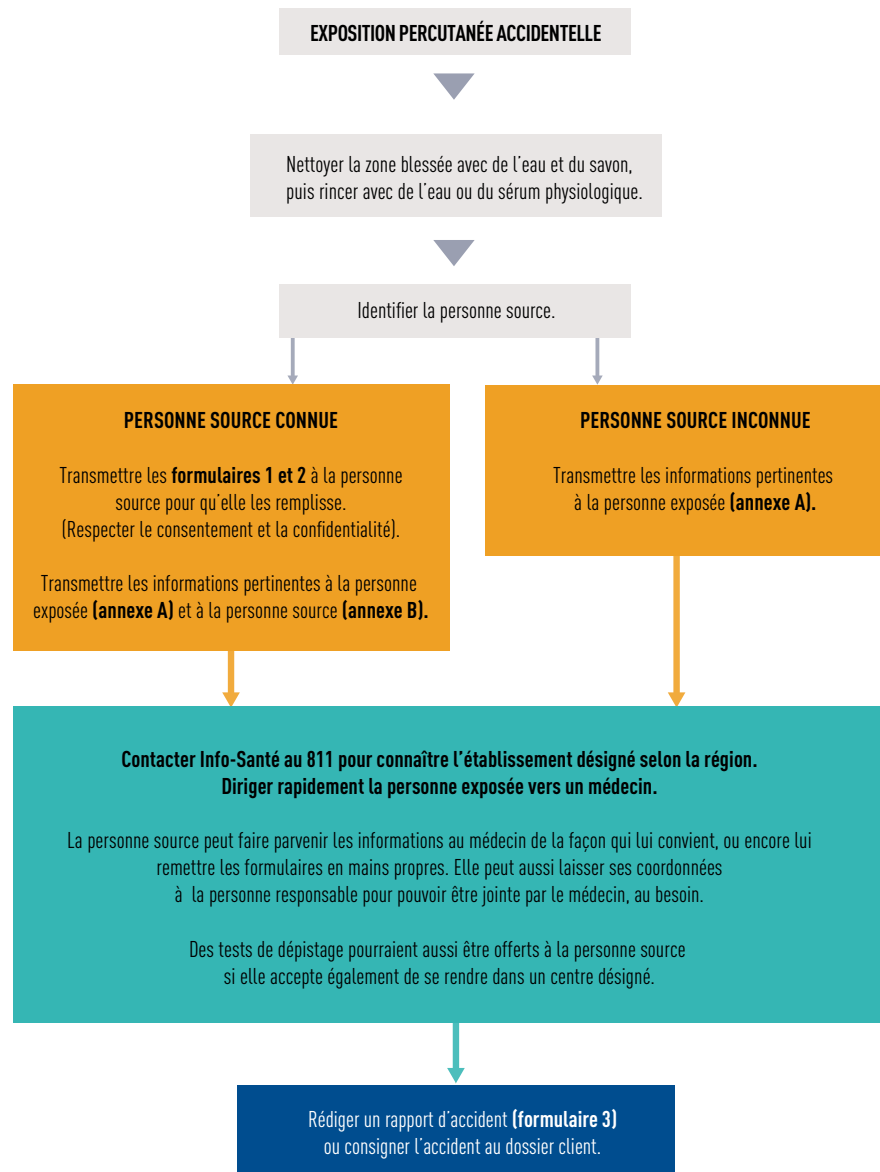 EXPOSITION PERCUTANÉE ACCIDENTELLE
Nettoyer la zone blessée avec de l'eau et du savon,
puis rincer avec de l'eau ou du sérum physiologique.
Identifier la personne source.
PERSONNE SOURCE CONNUE
Transmettre les formulaires 1 et 2 à la personne
source pour qu'elle les remplisse.
(Respecter le consentement et la confidentialité).
Transmettre les informations pertinentes à la personne
exposée (annexe A) et à la personne source (annexe B).
PERSONNE SOURCE INCONNUE
Transmettre les informations pertinentes
à la personne exposée (annexe A).
Contacter Info-Santé au 811 pour connaître l'établissement désigné selon la région.
Diriger rapidement la personne exposée vers un médecin.
La personne source peut faire parvenir les informations au médecin de la façon qui lui convient, ou encore lui
remettre les formulaires en mains propres. Elle peut aussi laisser ses coordonnées
à la personne responsable pour pouvoir être jointe par le médecin, au besoin.
Des tests de dépistage pourraient aussi être offerts à la personne source
si elle accepte également de se rendre dans un centre désigné.
Rédiger un rapport d'accident (formulaire 3)
ou consigner l'accident au dossier client.